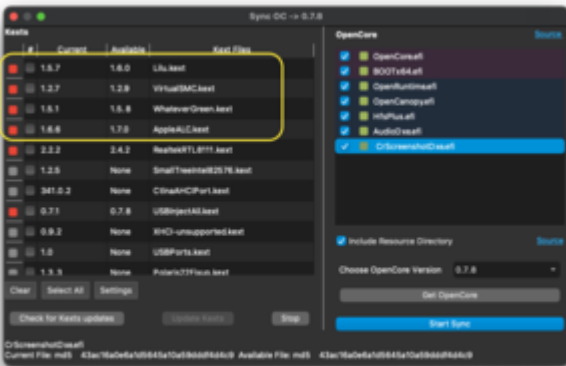 Sync OC -> 0.7.8
Kexts
# Current Available Kext Files
1.5.7 1.6.0 Lilu.kext
1.2.7 1.2.9 VirtualSMC.kext
1.5.1 1.5.8 WhateverGreen.kext
1.6.6 1.7.0 AppleALC.kext
2.2.2 2.4.2 RealtekRTL8111.kext
1.2.5 None SmallTreeIntel82576.kext
341.0.2 None CtlnaAHCIPort.kext
0.7.1 0.7.8 USBInjectAll.kext
0.9.2 None XHCI-unsupported.kext
1.0 None USBPorts.kext
1.3.3 None
Clear Select All Settings
Check for Kexts updates Update Kexts Stop
OpenCore Source
OpenCore.efi
BOOTx64.efi
OpenRuntime.efi
OpenCanopy.efi
HfsPlus.efi
AudioDxe.efi
CrScreenshotDxe.efi
Include Resource Directory Source
Choose OpenCore Version 0.7.8
Get OpenCore
Start Sync
CrScreenshotDxe.efi
Current File: md5 Available File: md5